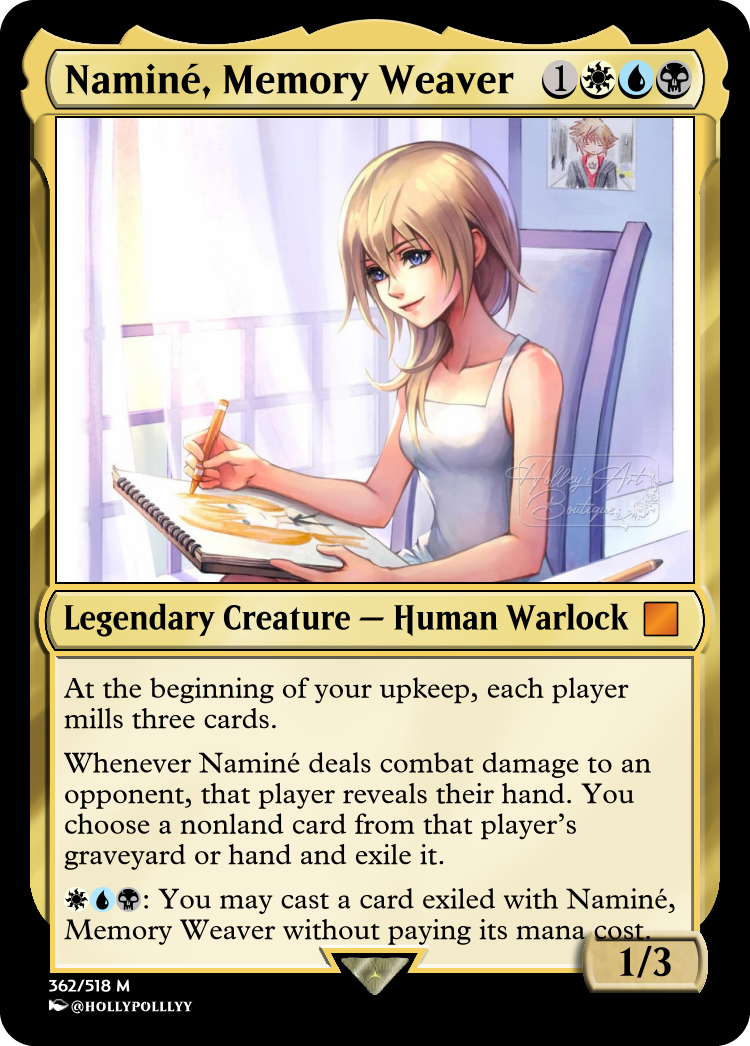 Naminé, Memory Weaver 1
Holley's Art
Boutique
Legendary Creature — Human Warlock
At the beginning of your upkeep, each player
mills three cards.
Whenever Naminé deals combat damage to an
opponent, that player reveals their hand. You
choose a nonland card from that player's
graveyard or hand and exile it.
: You may cast a card exiled with Naminé,
Memory Weaver without paying its mana cost.
1/3
362/518 M
@HOLLYPOLLLYY